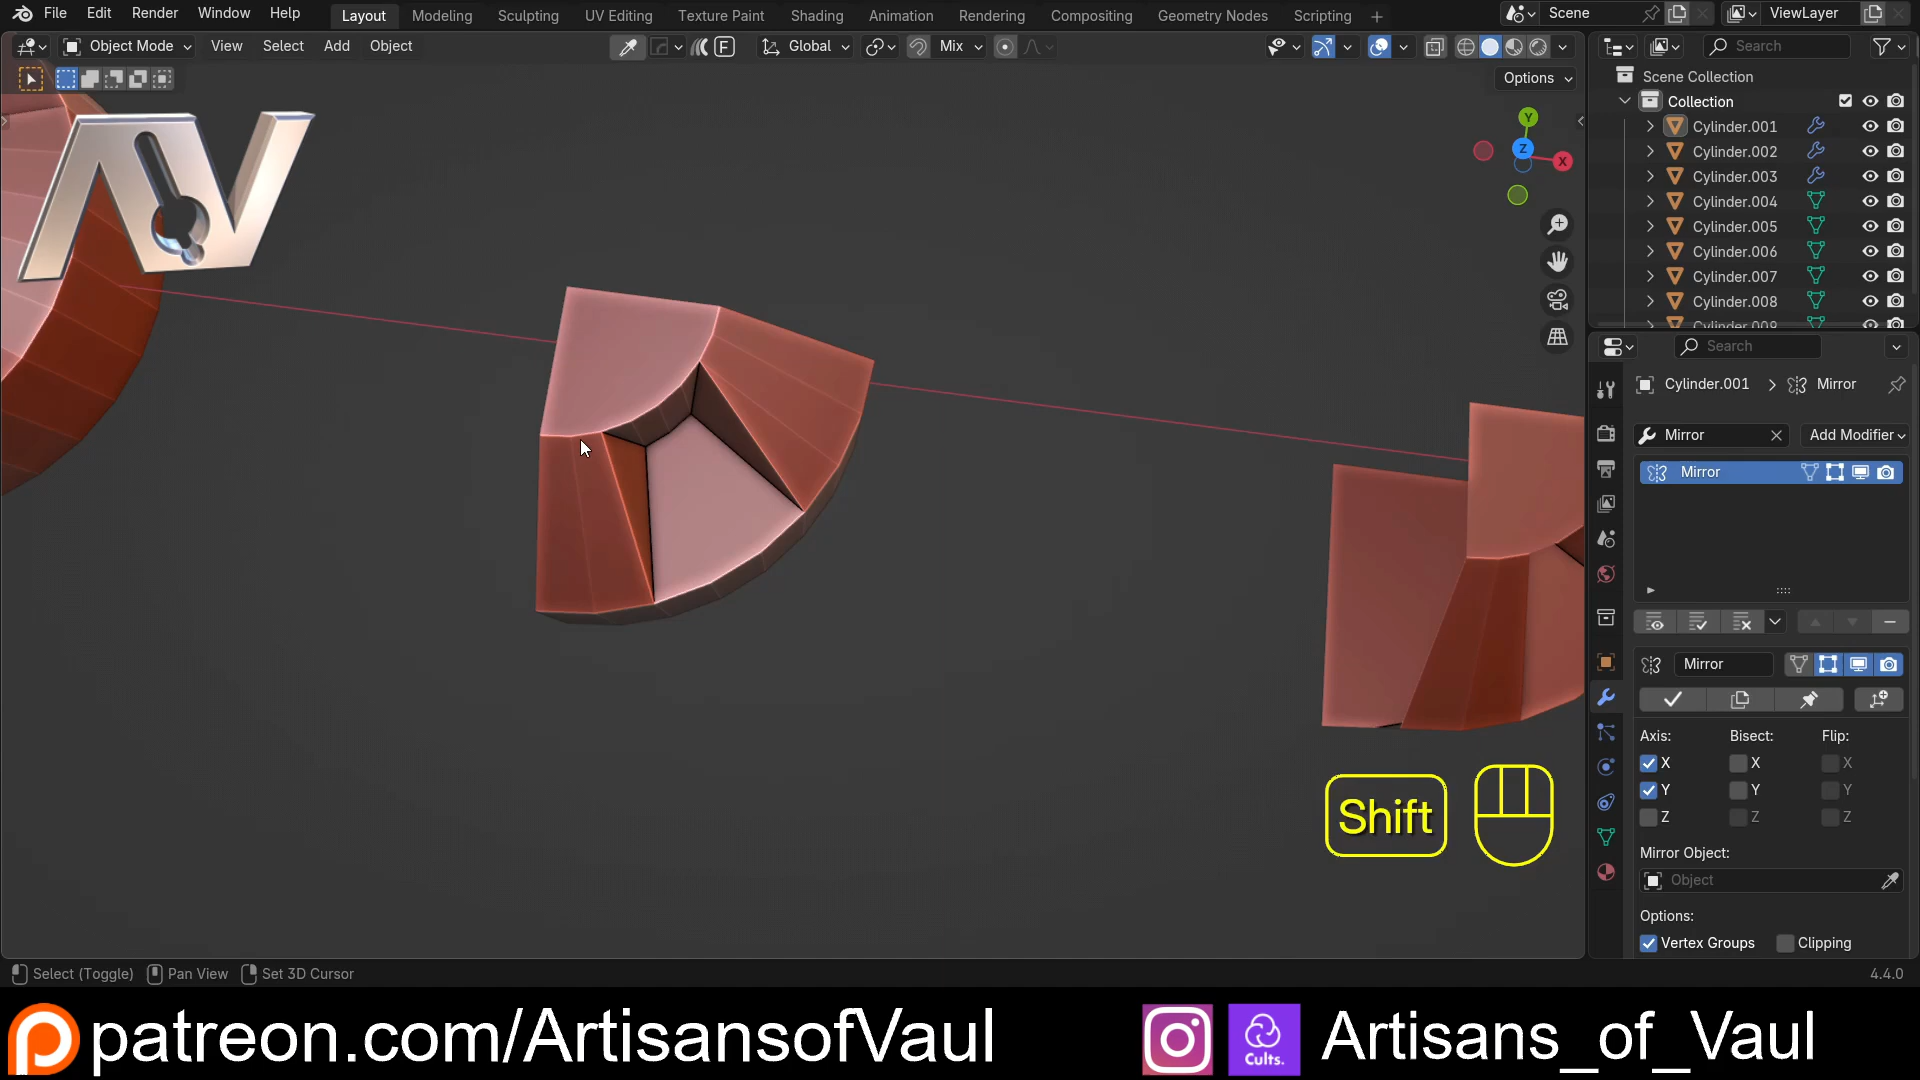 File Edit Render Window Help Layout Modeling Sculpting UV Editing Texture Paint Shading Animation Rendering Compositing Geometry Nodes Scripting + Scene ViewLayer
Object Mode View Select Add Object Global Mix Search
Options
Scene Collection
Collection
Cylinder.001
Cylinder.002
Cylinder.003
Cylinder.004
Cylinder.005
Cylinder.006
Cylinder.007
Cylinder.008
Cylinder.009
Y
Z
X
F
Search
Cylinder.001 > Mirror
Mirror Add Modifier
Mirror
Mirror
Axis: Bisect: Flip:
X X X
Y Y Y
Z Z Z
Mirror Object:
Object
Options:
Vertex Groups Clipping
Shift
Select (Toggle) Pan View Set 3D Cursor 4.4.0
patreon.com/ArtisansofVaul Cults. Artisans_of_Vaul